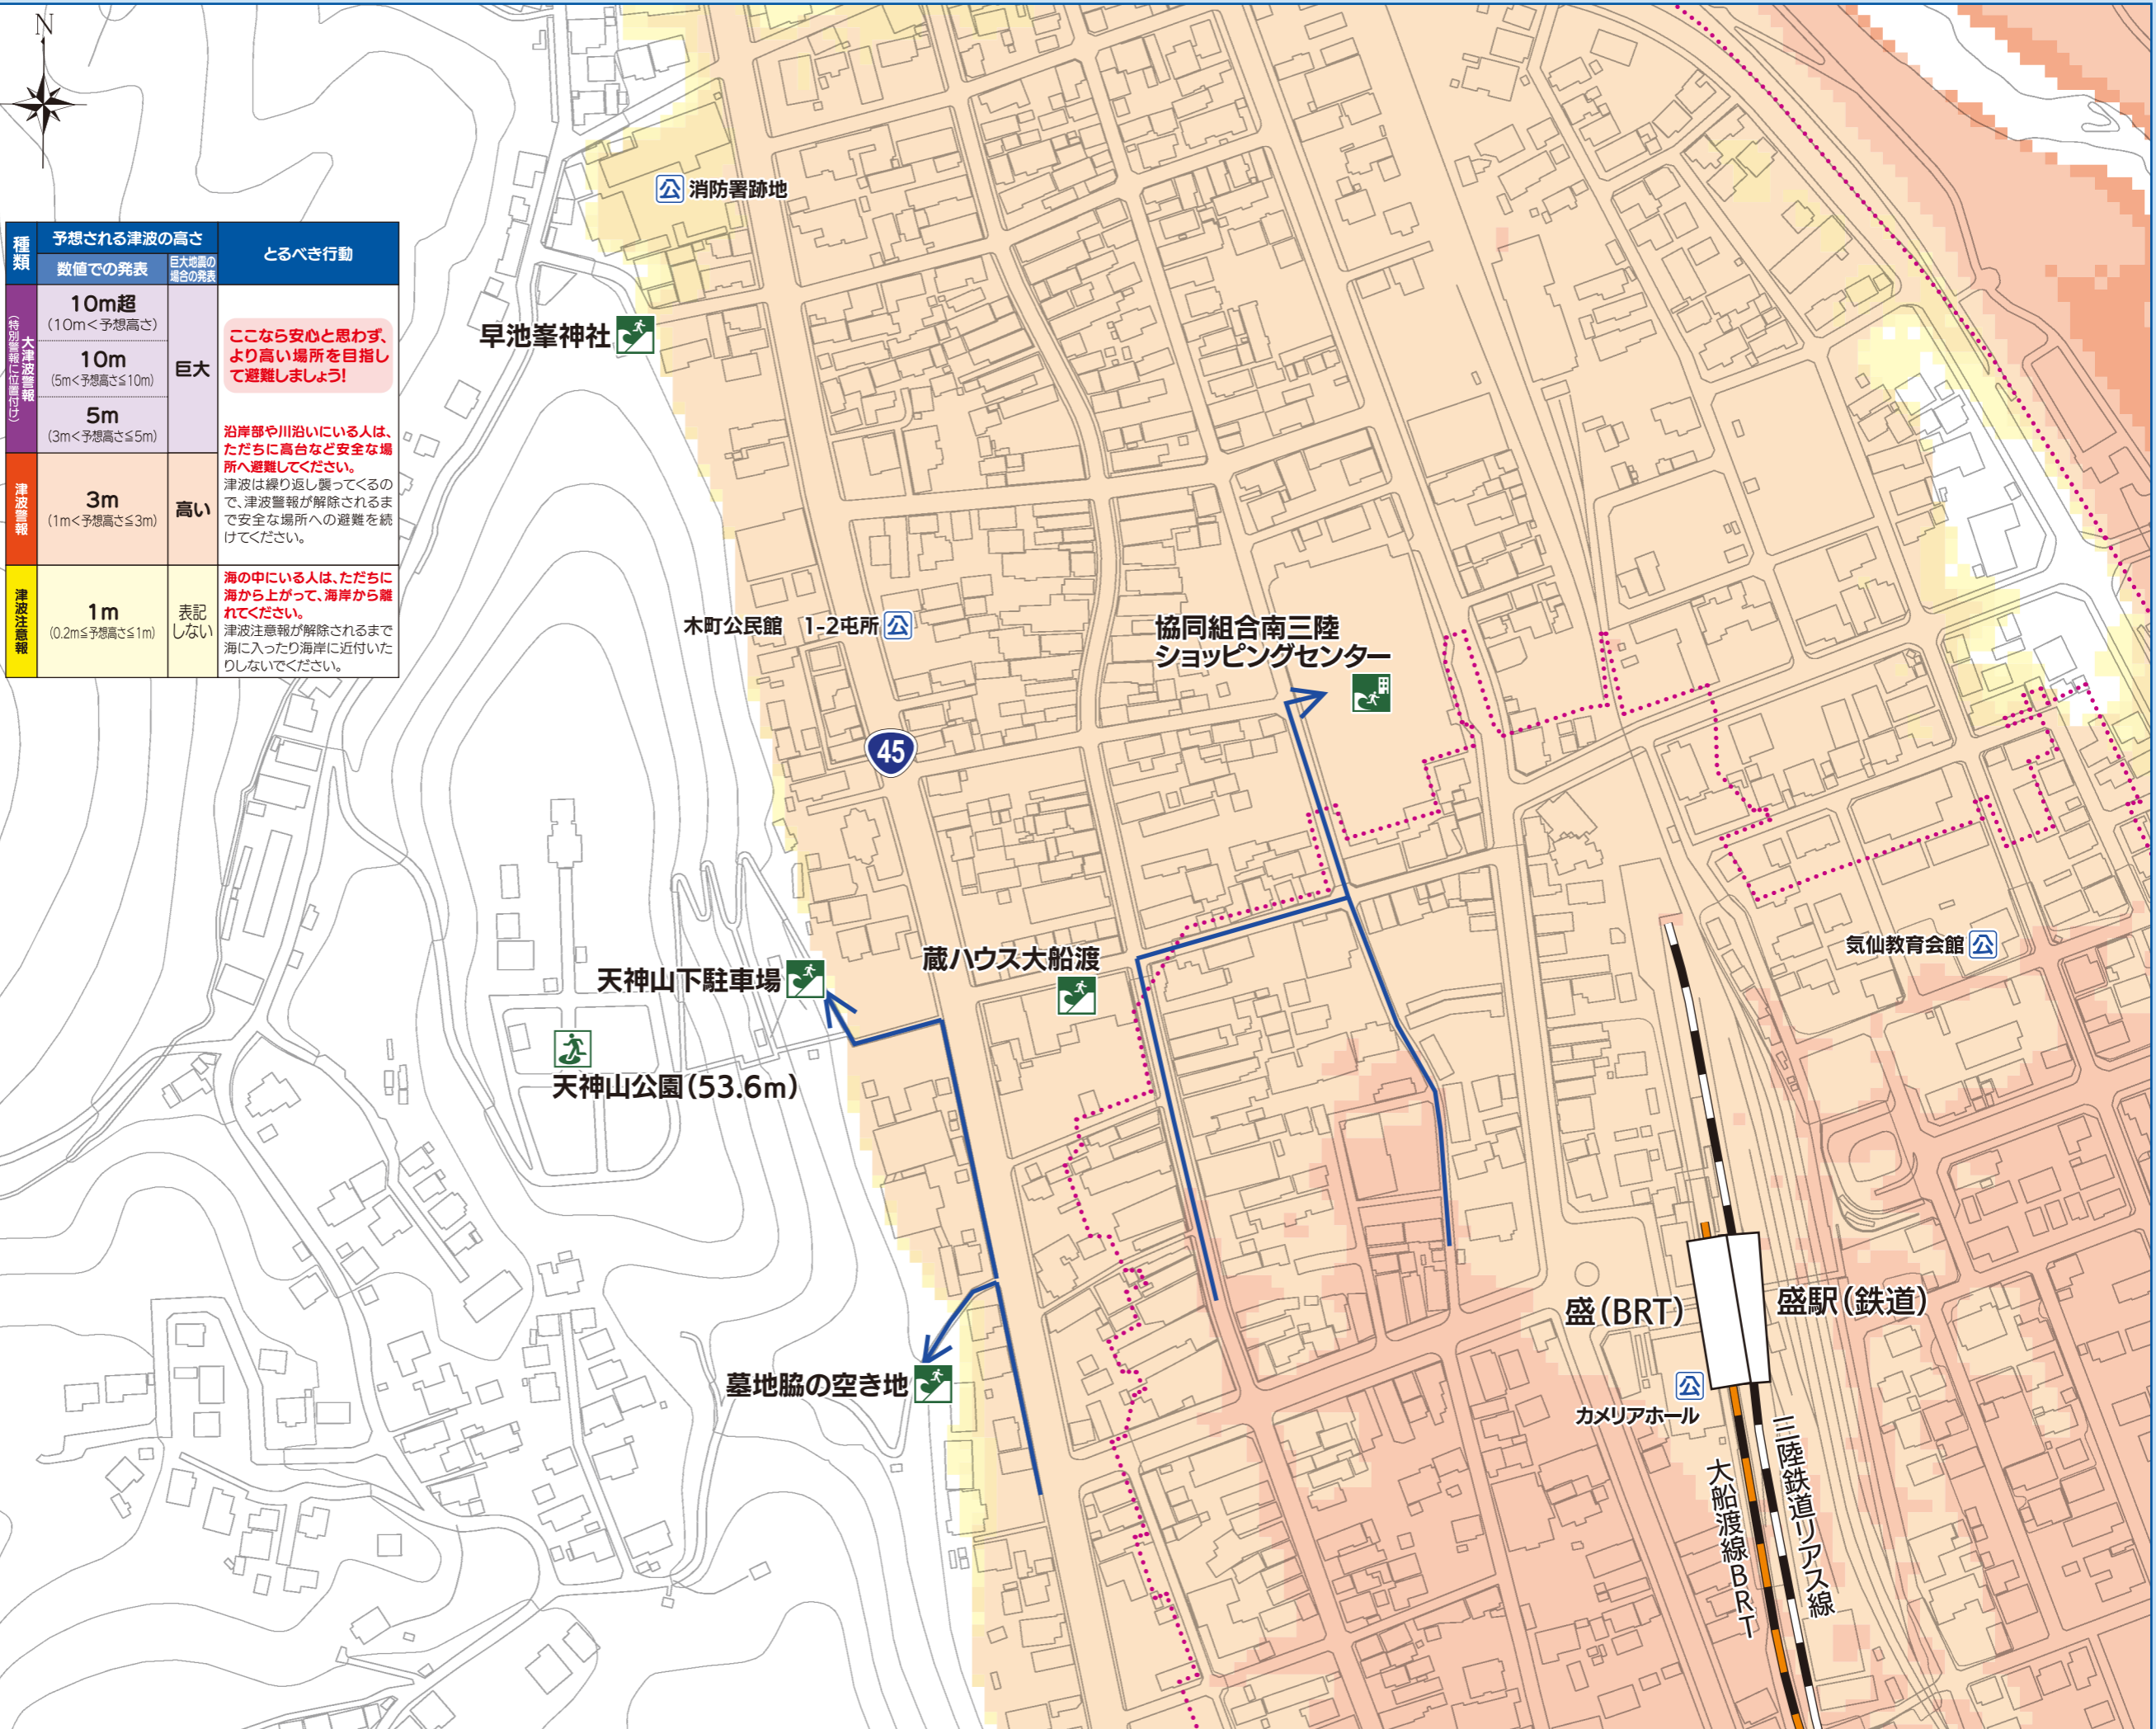 N
種類
予想される津波の高さ
とるべき行動
数値での発表
巨大地震の
場合の発表
大津波警報
(特別警報に位置付け)
10m超
(10m<予想高さ)
10m
(5m<予想高さ≦10m)
5m
(3m<予想高さ≦5m)
巨大
ここなら安心と思わず、
より高い場所を目指し
て避難しましょう!
沿岸部や川沿いにいる人は、
ただちに高台など安全な場
所へ避難してください。
津波は繰り返し襲ってくるの
で、津波警報が解除されるま
で安全な場所への避難を続
けてください。
津波警報
3m
(1m<予想高さ≦3m)
高い
津波注意報
1m
(0.2m≦予想高さ≦1m)
表記
しない
海の中にいる人は、ただちに
海から上がって、海岸から離
れてください。
津波注意報が解除されるまで
海に入ったり海岸に近付いた
りしないでください。
公 消防署跡地
早池峯神社
木町公民館 1-2屯所 公
協同組合南三陸
ショッピングセンター
45
蔵ハウス大船渡
天神山下駐車場
天神山公園(53.6m)
気仙教育会館 公
墓地脇の空き地
盛(BRT)
盛駅(鉄道)
公
カメリアホール
大船渡線BRT
三陸鉄道リアス線